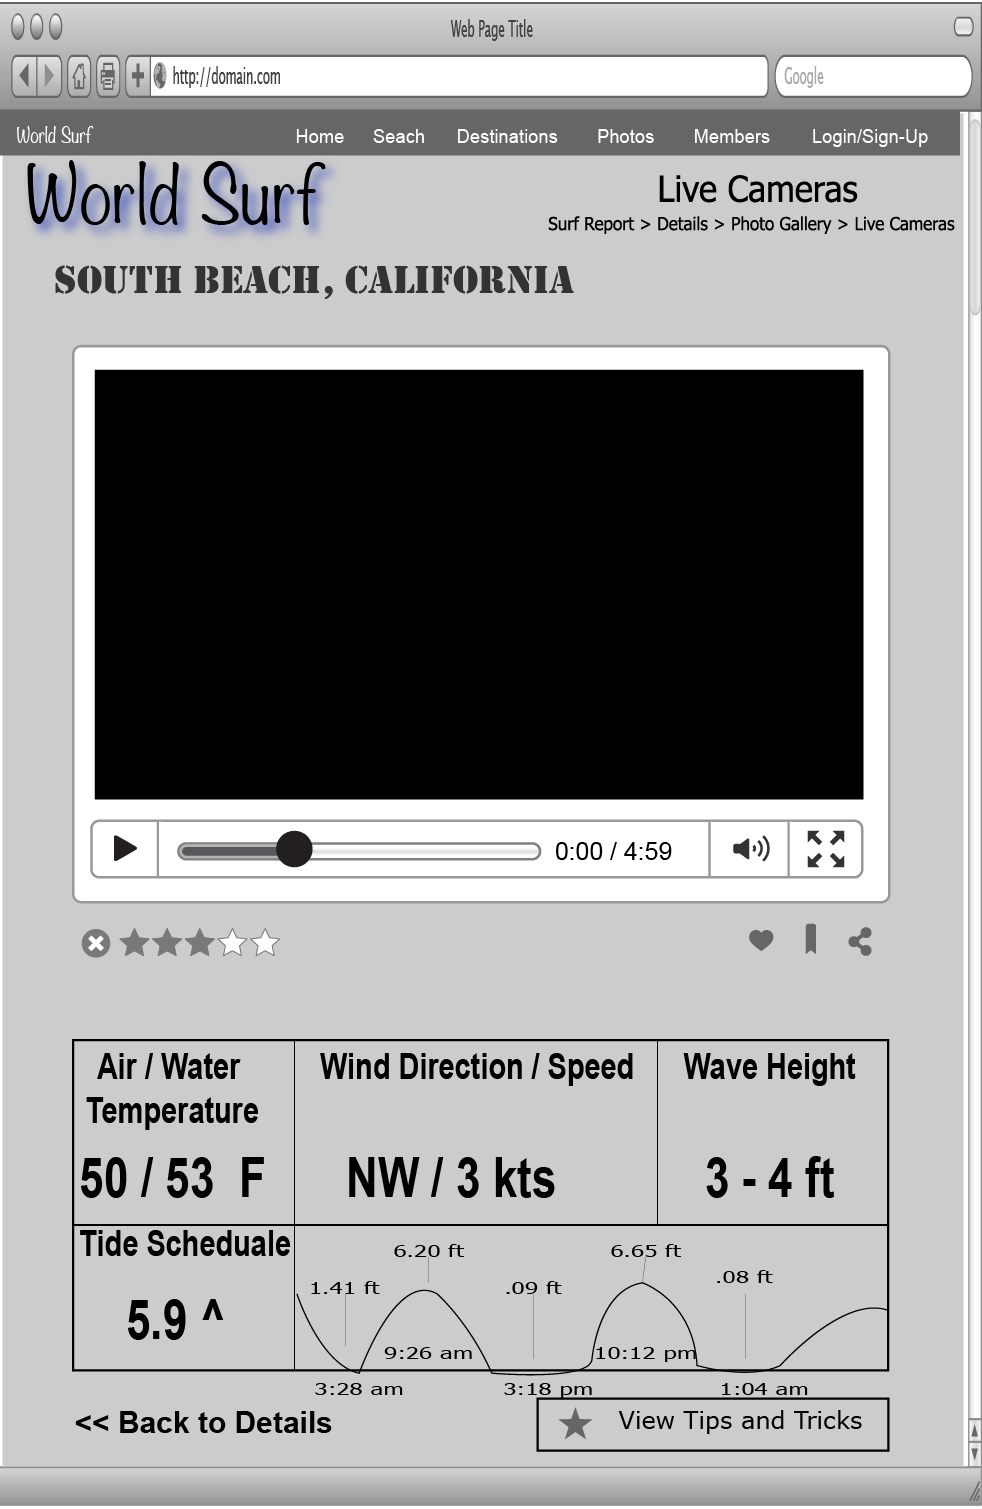 Web Page Title
http://domain.com
Google
World Surf
Home Seach Destinations Photos Members Login/Sign-Up
World Surf
Live Cameras
Surf Report > Details > Photo Gallery > Live Cameras
SOUTH BEACH, CALIFORNIA
0:00 / 4:59
Air / Water
Temperature
50 / 53 F
Wind Direction / Speed
NW / 3 kts
Wave Height
3 - 4 ft
Tide Scheduale
5.9 ^
6.20 ft
6.65 ft
1.41 ft
.09 ft
.08 ft
9:26 am
10:12 pm
3:28 am
3:18 pm
1:04 am
<< Back to Details
View Tips and Tricks